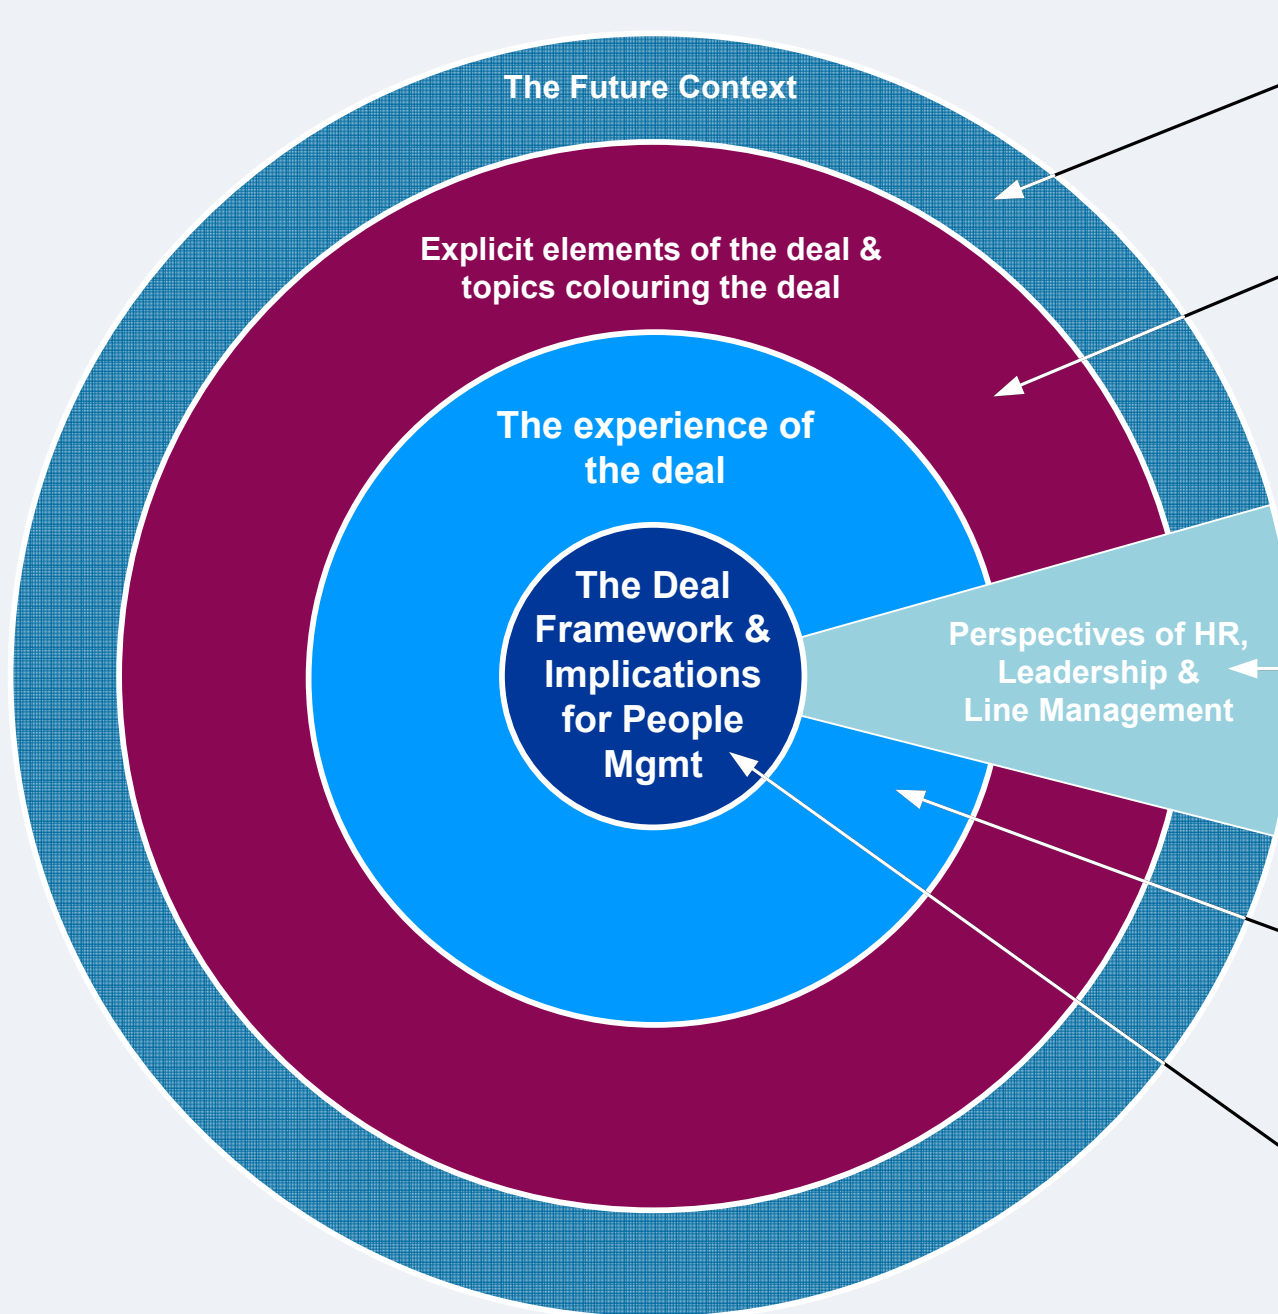 The Future Context
Explicit elements of the deal &
topics colouring the deal
The experience of
the deal
The Deal
Framework &
Implications
for People
Mgmt
Perspectives of HR,
Leadership &
Line Management